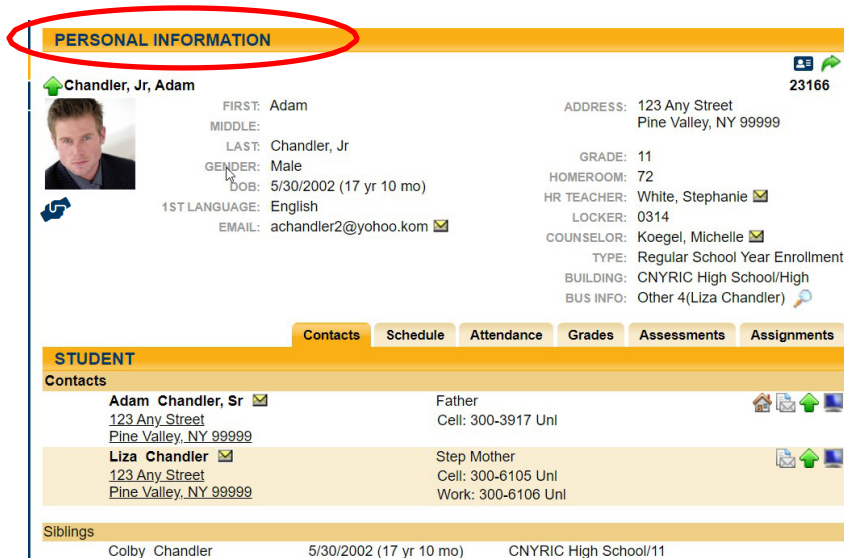 PERSONAL INFORMATION
Chandler, Jr, Adam 23166
FIRST: Adam
MIDDLE:
LAST: Chandler, Jr
GENDER: Male
DOB: 5/30/2002 (17 yr 10 mo)
1ST LANGUAGE: English
EMAIL: achandler2@yohoo.kom
ADDRESS: 123 Any Street
Pine Valley, NY 99999
GRADE: 11
HOMEROOM: 72
HR TEACHER: White, Stephanie
LOCKER: 0314
COUNSELOR: Koegel, Michelle
TYPE: Regular School Year Enrollment
BUILDING: CNYRIC High School/High
BUS INFO: Other 4(Liza Chandler)
Contacts Schedule Attendance Grades Assessments Assignments
STUDENT
Contacts
Adam Chandler, Sr Father
123 Any Street Cell: 300-3917 Unl
Pine Valley, NY 99999
Liza Chandler Step Mother
123 Any Street Cell: 300-6105 Unl
Pine Valley, NY 99999 Work: 300-6106 Unl
Siblings
Colby Chandler 5/30/2002 (17 yr 10 mo) CNYRIC High School/11